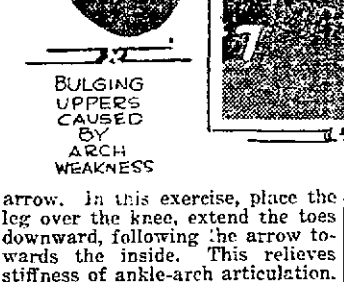 7
BULGING
UPPERS
CAUSED
BY
ARCH
WEAKNESS
arrow. In this exercise, place the
leg over the knee, extend the toes
downward, following the arrow to-
wards the inside. This relieves
stiffness of ankle-arch articulation.